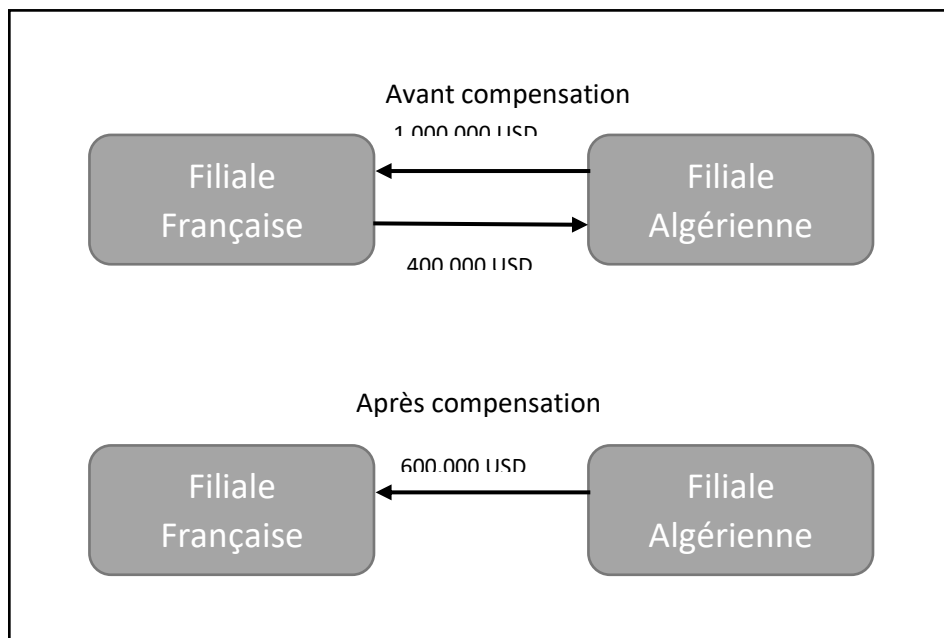 Avant compensation
1.000.000 USD
Filiale
Française
Filiale
Algérienne
400.000 USD
Après compensation
600.000 USD
Filiale
Française
Filiale
Algérienne